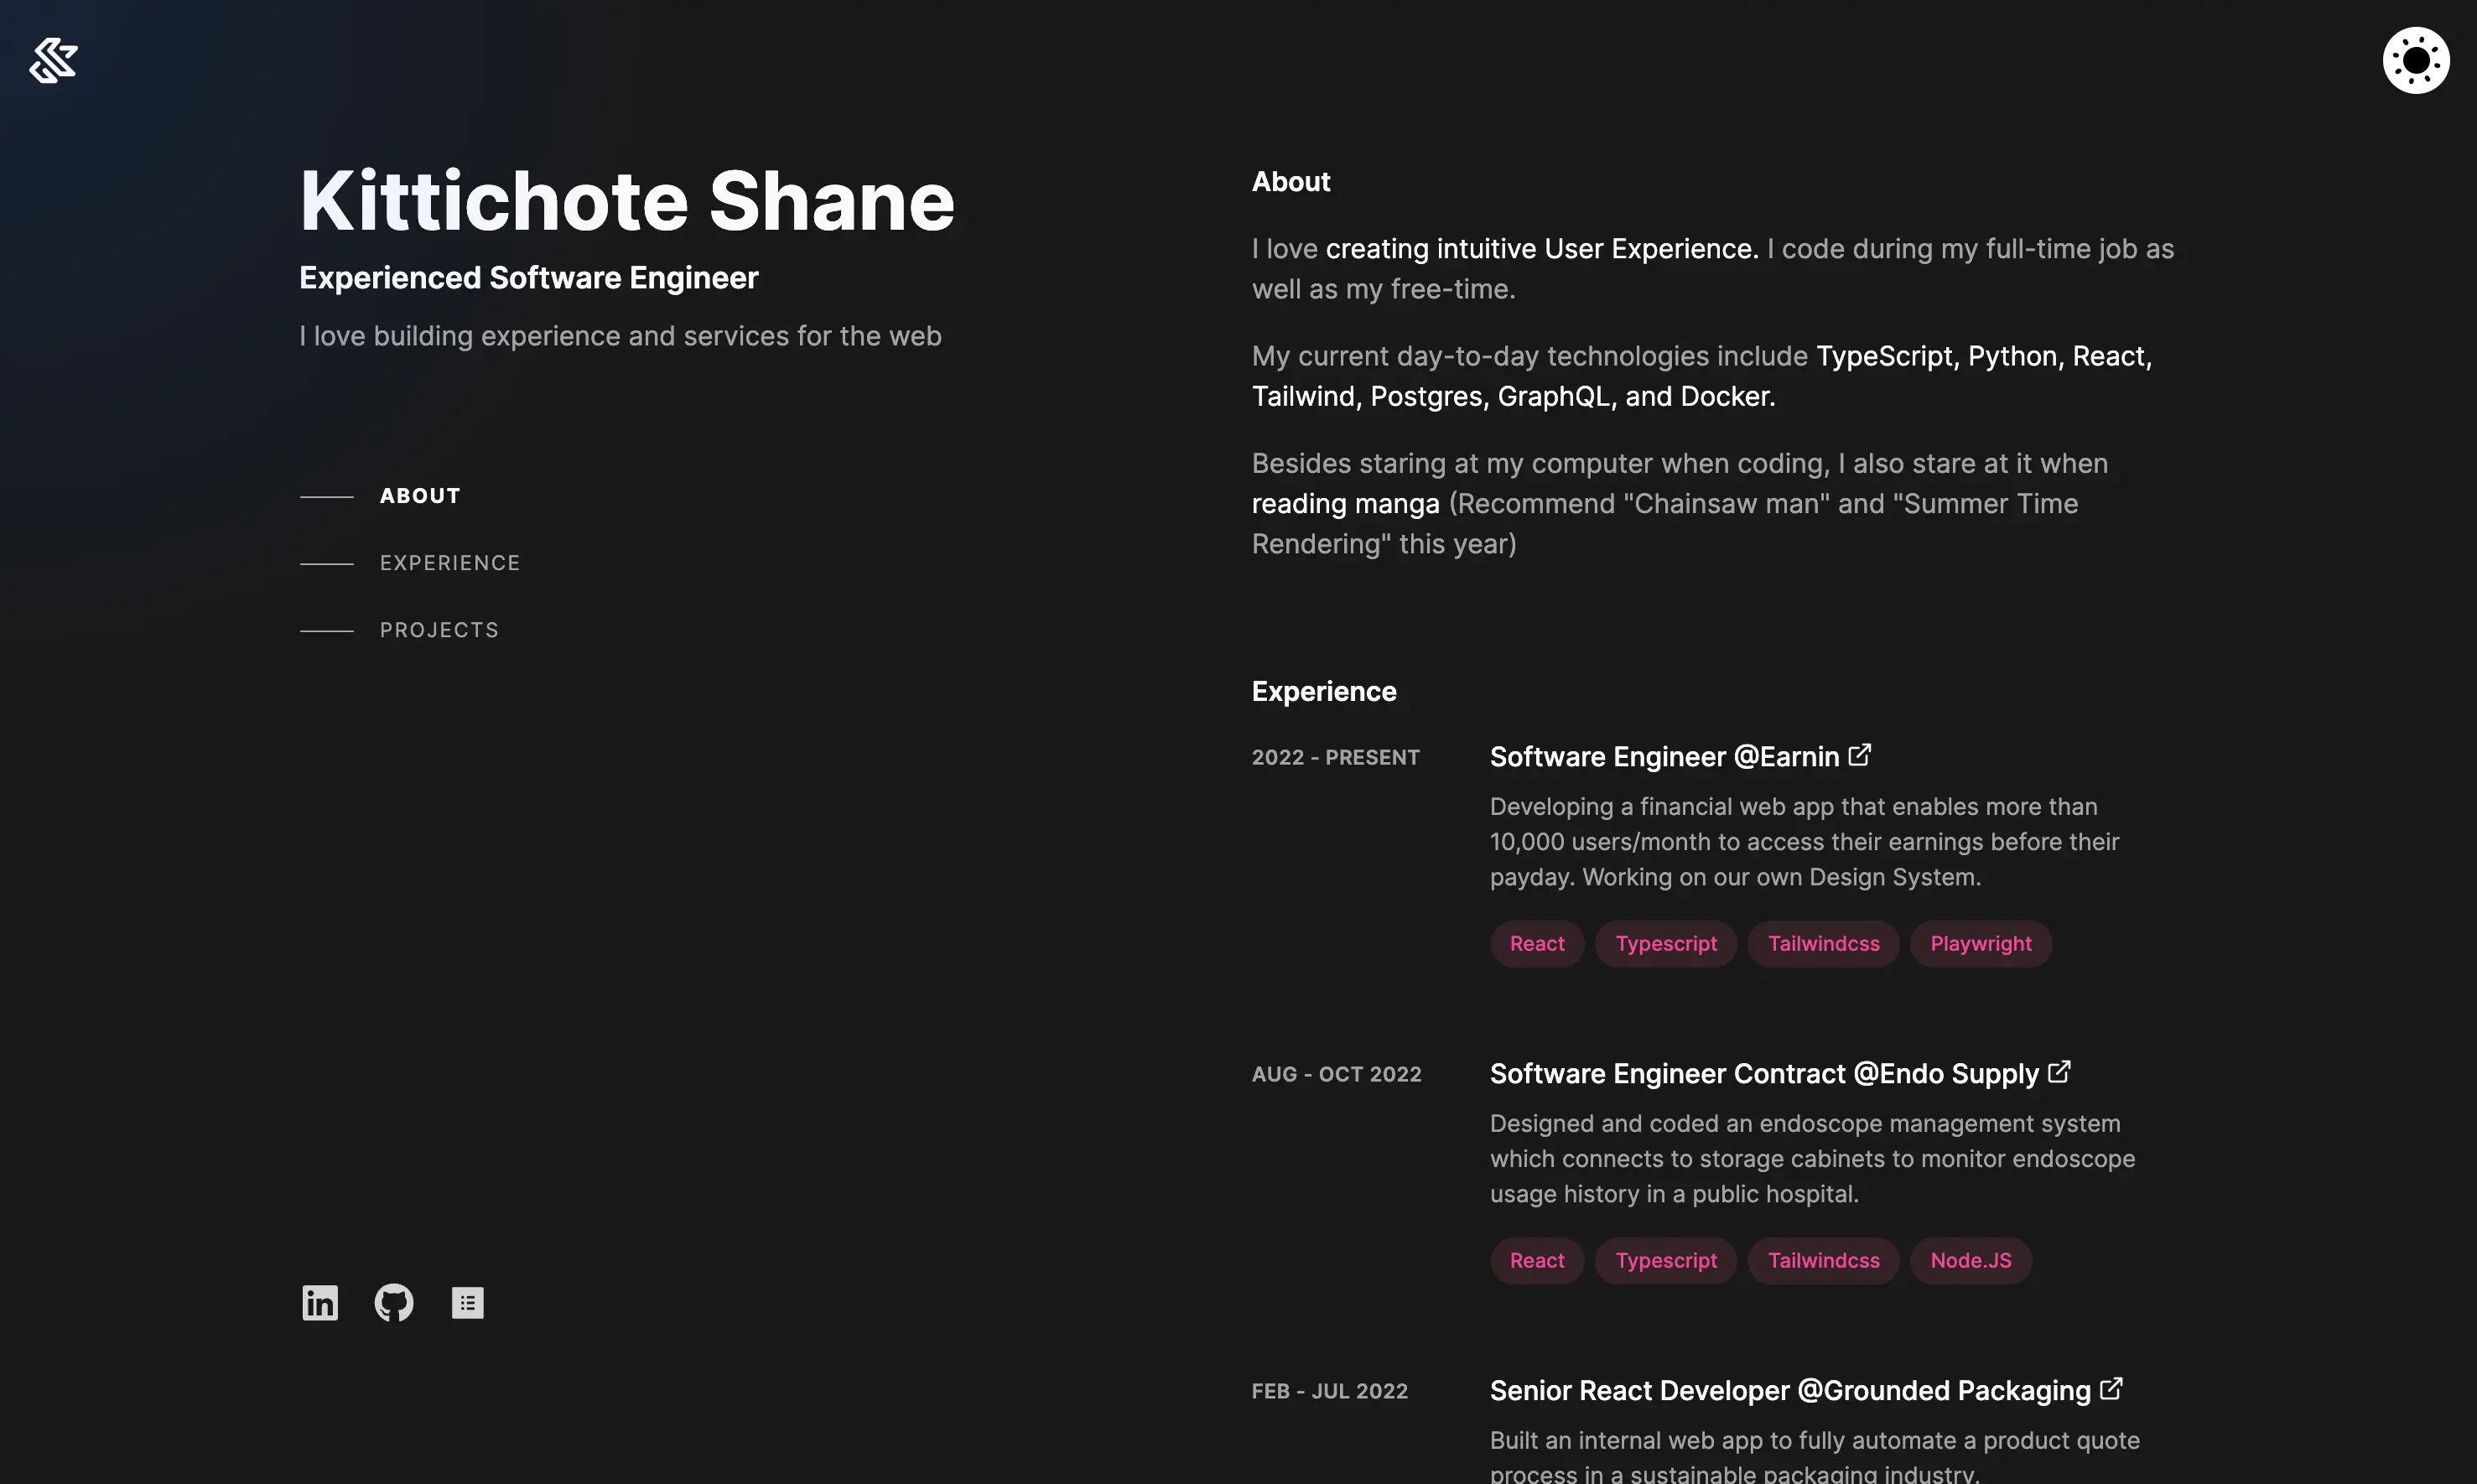 Kittichote Shane
Experienced Software Engineer
I love building experience and services for the web
ABOUT
EXPERIENCE
PROJECTS
in
About
I love creating intuitive User Experience. I code during my full-time job as
well as my free-time.
My current day-to-day technologies include TypeScript, Python, React,
Tailwind, Postgres, GraphQL, and Docker.
Besides staring at my computer when coding, I also stare at it when
reading manga (Recommend "Chainsaw man" and "Summer Time
Rendering" this year)
Experience
2022 - PRESENT
Software Engineer @Earnin
Developing a financial web app that enables more than
10,000 users/month to access their earnings before their
payday. Working on our own Design System.
React Typescript Tailwindcss Playwright
AUG - OCT 2022
Software Engineer Contract @Endo Supply
Designed and coded an endoscope management system
which connects to storage cabinets to monitor endoscope
usage history in a public hospital.
React Typescript Tailwindcss Node.JS
FEB - JUL 2022
Senior React Developer @Grounded Packaging
Built an internal web app to fully automate a product quote
process in a sustainable packaging industry.